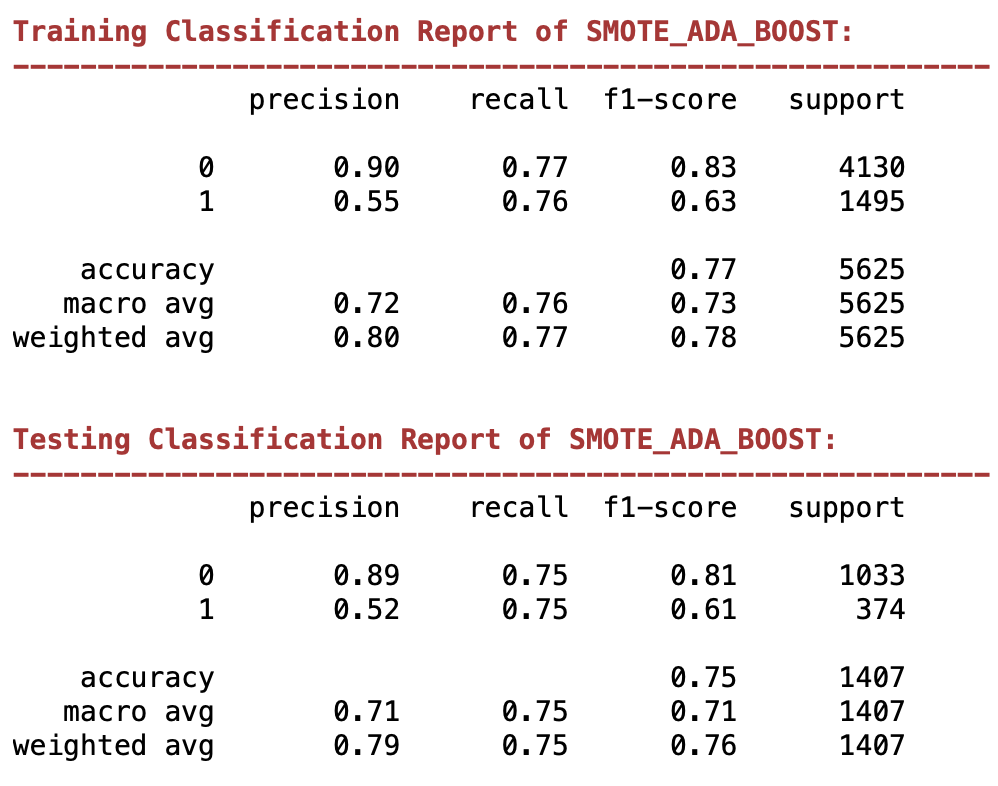 Training Classification Report of SMOTE_ADA_BOOST:
------------------------------------------------------------
precision recall f1-score support
0 0.90 0.77 0.83 4130
1 0.55 0.76 0.63 1495
accuracy 0.77 5625
macro avg 0.72 0.76 0.73 5625
weighted avg 0.80 0.77 0.78 5625
Testing Classification Report of SMOTE_ADA_BOOST:
------------------------------------------------------------
precision recall f1-score support
0 0.89 0.75 0.81 1033
1 0.52 0.75 0.61 374
accuracy 0.75 1407
macro avg 0.71 0.75 0.71 1407
weighted avg 0.79 0.75 0.76 1407